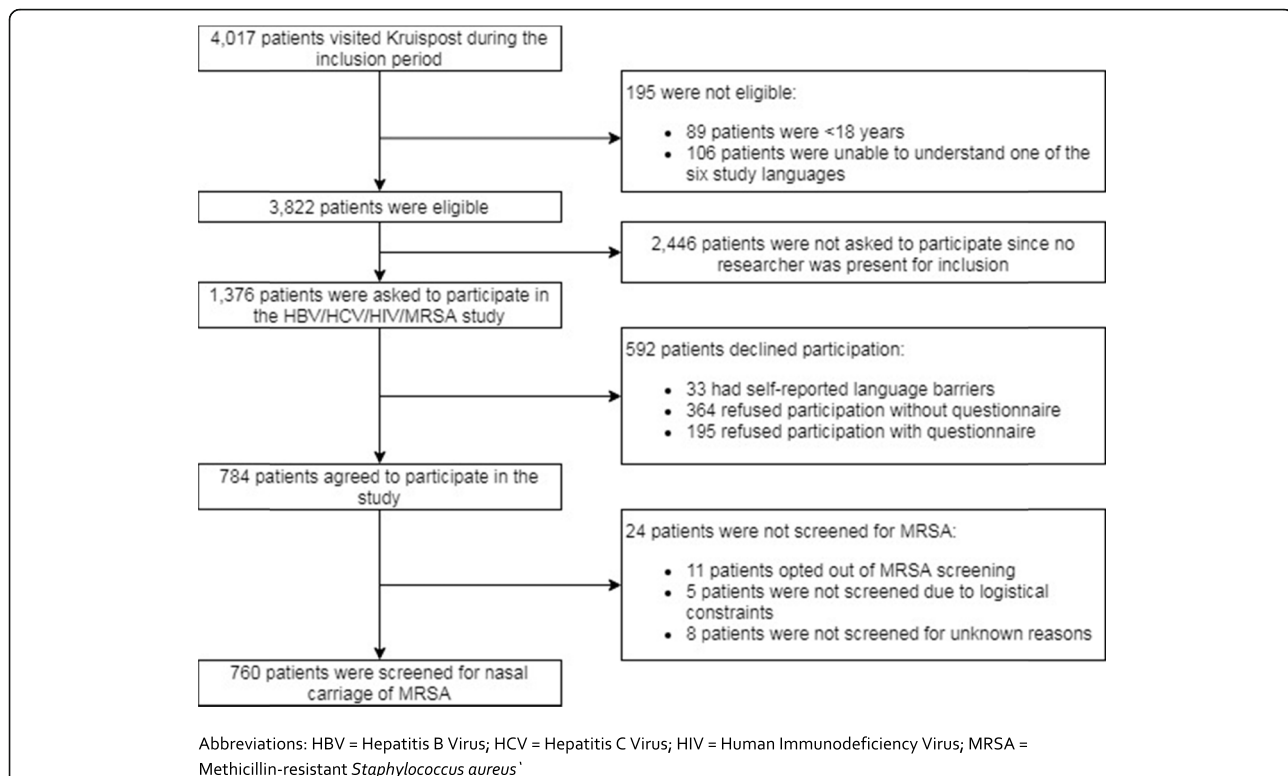 4,017 patients visited Kruispost during the
inclusion period
195 were not eligible:
• 89 patients were <18 years
• 106 patients were unable to understand one of the
six study languages
3,822 patients were eligible
2,446 patients were not asked to participate since no
researcher was present for inclusion
1,376 patients were asked to participate in
the HBV/HCV/HIV/MRSA study
592 patients declined participation:
• 33 had self-reported language barriers
• 364 refused participation without questionnaire
• 195 refused participation with questionnaire
784 patients agreed to participate in the
study
24 patients were not screened for MRSA:
• 11 patients opted out of MRSA screening
• 5 patients were not screened due to logistical
constraints
• 8 patients were not screened for unknown reasons
760 patients were screened for nasal
carriage of MRSA
Abbreviations: HBV = Hepatitis B Virus; HCV = Hepatitis C Virus; HIV = Human Immunodeficiency Virus; MRSA =
Methicillin-resistant Staphylococcus aureus`